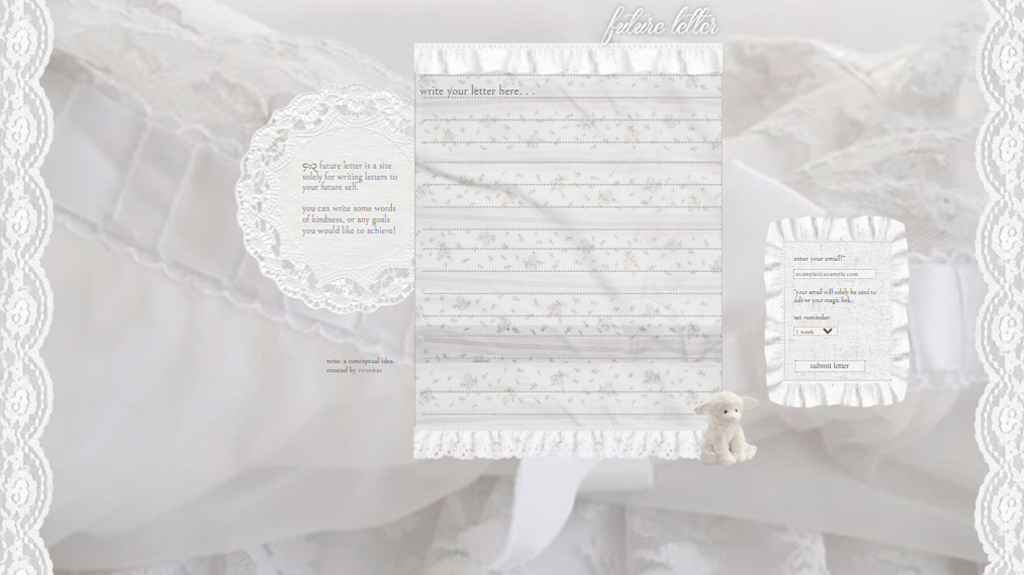 future letter
write your letter here. . .
future letter is a site
solely for writing letters to
your future self.
you can write some words
of kindness, or any goals
you would like to achieve!
note: a conceptual idea.
created by
enter your email!*
example@example.com
*your email will solely be used to
deliver your magic link..
set reminder
1 week
submit letter